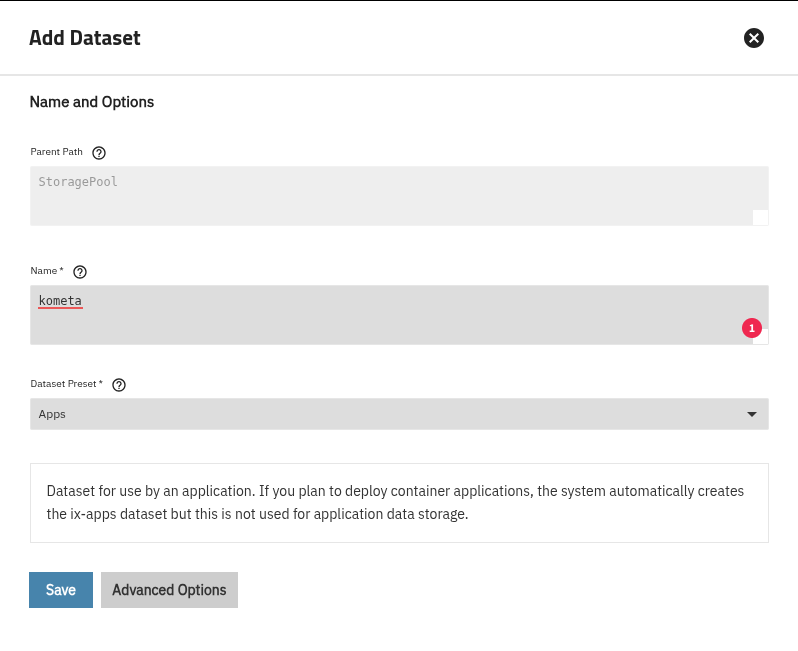 Add Dataset
Name and Options
Parent Path
StoragePool
Name *
kometa
1
Dataset Preset *
Apps
Dataset for use by an application. If you plan to deploy container applications, the system automatically creates
the ix-apps dataset but this is not used for application data storage.
Save
Advanced Options